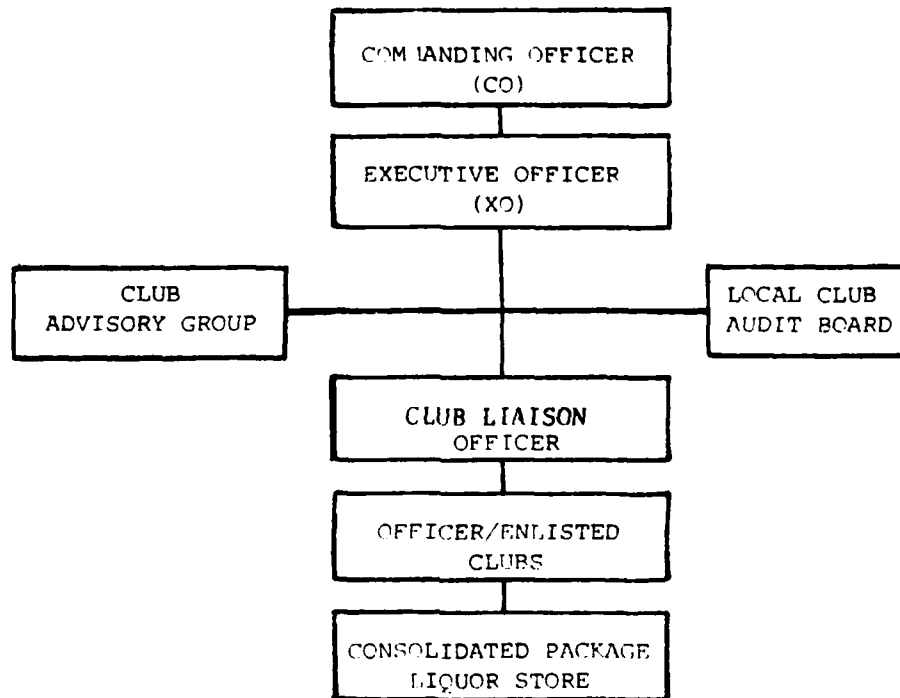 COMMANDING OFFICER
(CO)
EXECUTIVE OFFICER
(XO)
CLUB
ADVISORY GROUP
LOCAL CLUB
AUDIT BOARD
CLUB LIAISON
OFFICER
OFFICER/ENLISTED
CLUBS
CONSOLIDATED PACKAGE
LIQUOR STORE